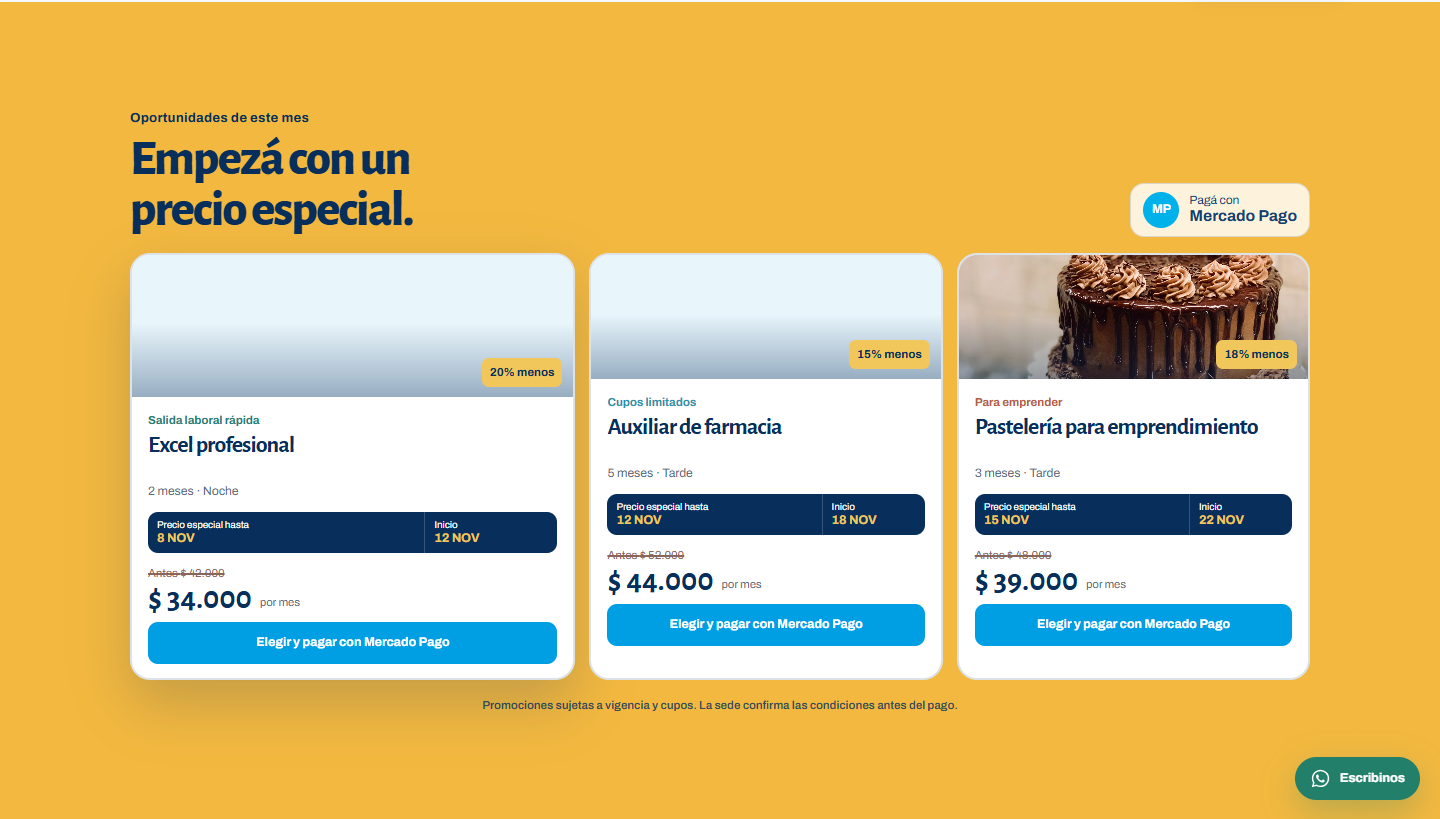 Oportunidades de este mes
Empezá con un
precio especial.
MP
Pagá con
Mercado Pago
20% menos
Salida laboral rápida
Excel profesional
2 meses · Noche
Precio especial hasta
8 NOV
Inicio
12 NOV
Antes $ 42.000
$ 34.000 por mes
Elegir y pagar con Mercado Pago
15% menos
Cupos limitados
Auxiliar de farmacia
5 meses · Tarde
Precio especial hasta
12 NOV
Inicio
18 NOV
Antes $ 52.000
$ 44.000 por mes
Elegir y pagar con Mercado Pago
18% menos
Para emprender
Pastelería para emprendimiento
3 meses · Tarde
Precio especial hasta
15 NOV
Inicio
22 NOV
Antes $ 48.000
$ 39.000 por mes
Elegir y pagar con Mercado Pago
Promociones sujetas a vigencia y cupos. La sede confirma las condiciones antes del pago.
Escribinos